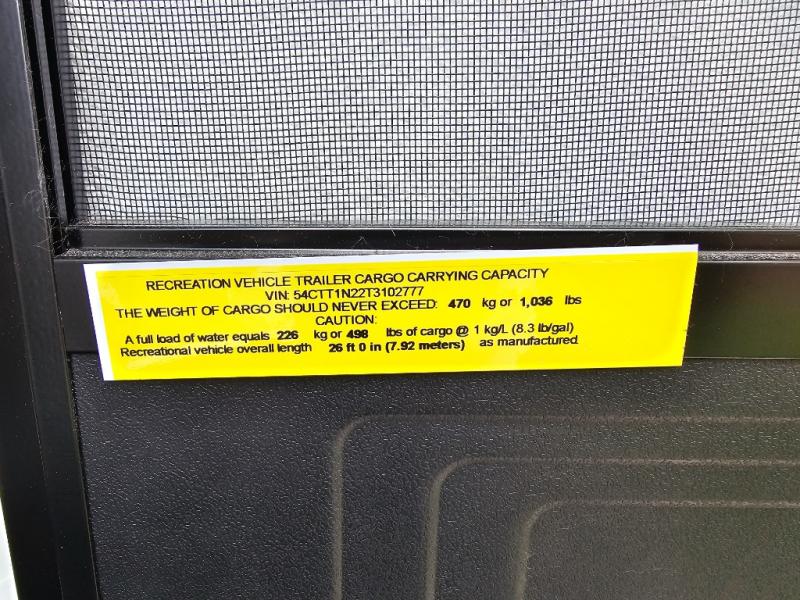 RECREATION VEHICLE TRAILER CARGO CARRYING CAPACITY
VIN: 54CTT1N22T3102777
THE WEIGHT OF CARGO SHOULD NEVER EXCEED: 470 kg or 1,036 lbs
CAUTION:
A full load of water equals 226 kg or 498 lbs of cargo @ 1 kg/L (8.3 lb/gal)
Recreational vehicle overall length 26 ft 0 in (7.92 meters) as manufactured.